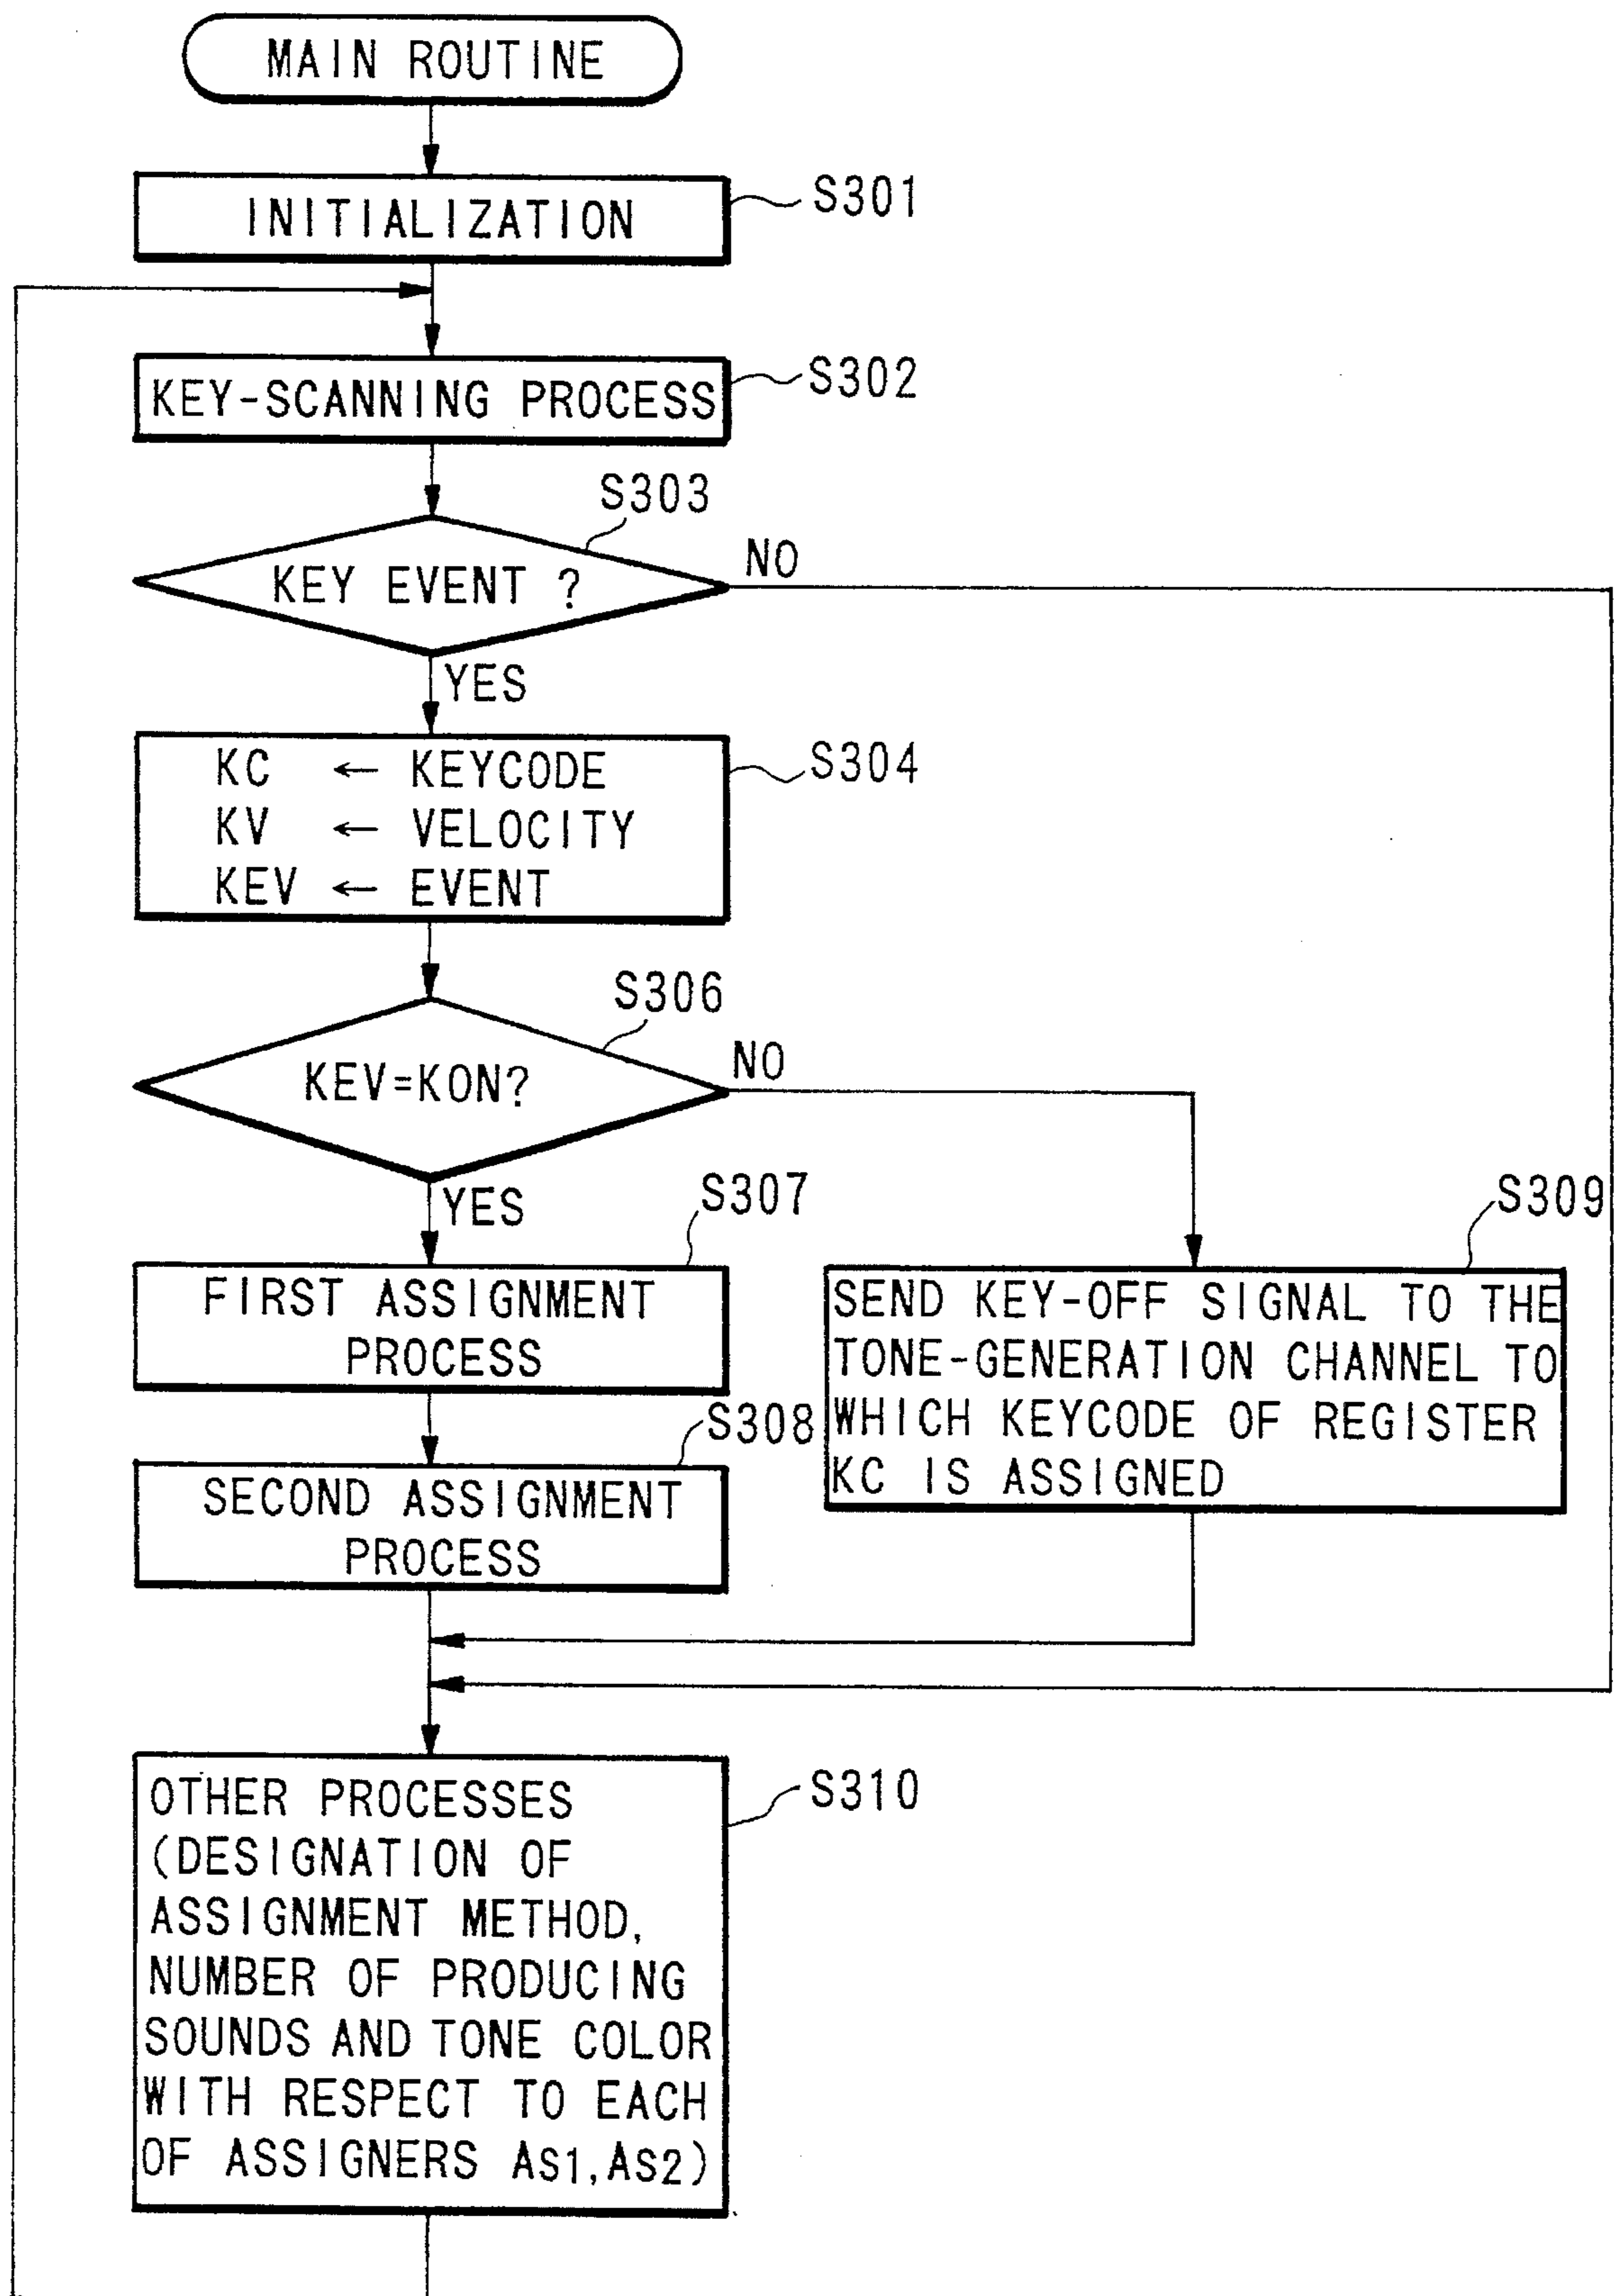 MAIN ROUTINE
INITIALIZATION
S301
KEY-SCANNING PROCESS
S302
S303
KEY EVENT ?
NO
YES
KC ← KEYCODE
KV ← VELOCITY
KEV ← EVENT
S304
S306
KEV=KON?
NO
YES
S307
FIRST ASSIGNMENT
PROCESS
S309
SEND KEY-OFF SIGNAL TO THE
TONE-GENERATION CHANNEL TO
WHICH KEYCODE OF REGISTER
KC IS ASSIGNED
S308
SECOND ASSIGNMENT
PROCESS
OTHER PROCESSES
(DESIGNATION OF
ASSIGNMENT METHOD,
NUMBER OF PRODUCING
SOUNDS AND TONE COLOR
WITH RESPECT TO EACH
OF ASSIGNERS AS1,AS2)
S310